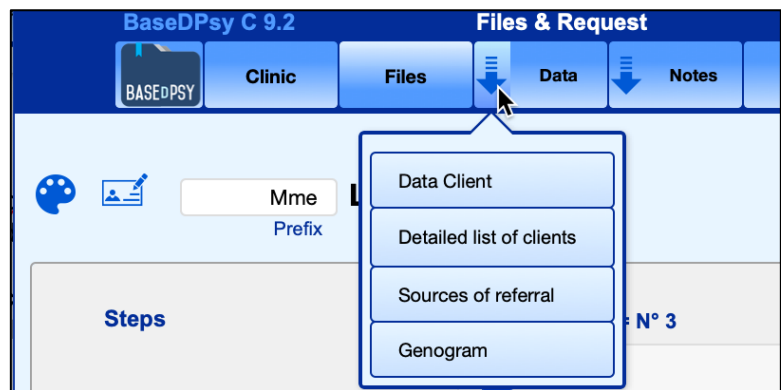 BaseDPsy C 9.2 Files & Request
BASEDPSY Clinic Files Data Notes
Data Client
Mme
Prefix
Detailed list of clients
Sources of referral
Steps
N° 3
Genogram